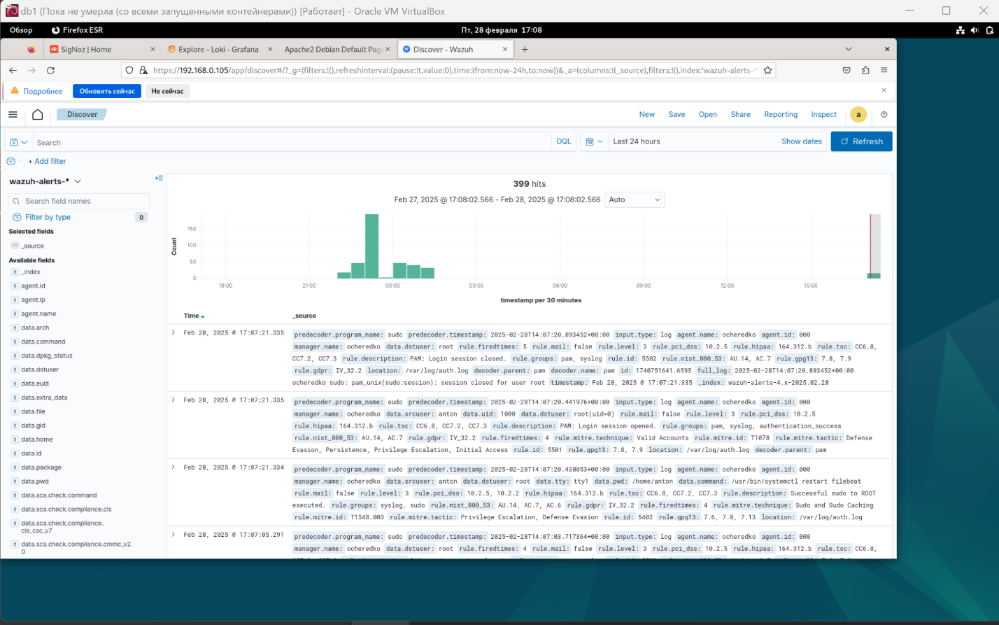 db1 (Пока не умерла (со всеми запущенными контейнерами)) [Работает] - Oracle VM VirtualBox
Обзор Firefox ESR Пт, 28 февраля 17:08
SigNoz | Home Explore - Loki - Grafana Apache2 Debian Default Page Discover - Wazuh
https://192.168.0.105/app/discover#/?_g=(filters:!(),refreshInterval:(pause:!t,value:0),time:(from:now-24h,to:now))&_a=(columns:!(_source),filters:!(),index:'wazuh-alerts-*'
Подробнее Обновить сейчас Не сейчас
Discover New Save Open Share Reporting Inspect a
Search DQL Last 24 hours Show dates Refresh
+ Add filter
wazuh-alerts-*
Search field names
Filter by type 0
Selected fields
_source
Available fields
t _index
t agent.id
t agent.ip
t agent.name
t data.arch
t data.command
t data.dpkg_status
t data.dstuser
t data.euid
t data.extra_data
t data.file
t data.gid
t data.home
t data.id
t data.package
t data.pwd
t data.sca.check.command
t data.sca.check.compliance.cis
t data.sca.check.compliance.
cis_csc_v7
t data.sca.check.compliance.cmmc_v2.
0
399 hits
Feb 27, 2025 @ 17:08:02.566 - Feb 28, 2025 @ 17:08:02.566 Auto
Count
150
100
50
0
18:00 21:00 00:00 03:00 06:00 09:00 12:00 15:00
timestamp per 30 minutes
Time _source
Feb 28, 2025 @ 17:07:21.335 predecoder.program_name: sudo predecoder.timestamp: 2025-02-28T14:07:20.893452+00:00 input.type: log agent.name: ocheredko agent.id: 000
manager.name: ocheredko data.dstuser: root rule.firedtimes: 5 rule.mail: false rule.level: 3 rule.pci_dss: 10.2.5 rule.hipaa: 164.312.b rule.tsc: CC6.8,
CC7.2, CC7.3 rule.description: PAM: Login session closed. rule.groups: pam, syslog rule.id: 5502 rule.nist_800_53: AU.14, AC.7 rule.gpg13: 7.8, 7.9
rule.gdpr: IV_32.2 location: /var/log/auth.log decoder.parent: pam decoder.name: pam id: 1740751641.6595 full_log: 2025-02-28T14:07:20.893452+00:00
ocheredko sudo: pam_unix(sudo:session): session closed for user root timestamp: Feb 28, 2025 @ 17:07:21.335 _index: wazuh-alerts-4.x-2025.02.28
Feb 28, 2025 @ 17:07:21.335 predecoder.program_name: sudo predecoder.timestamp: 2025-02-28T14:07:20.441976+00:00 input.type: log agent.name: ocheredko agent.id: 000
manager.name: ocheredko data.srcuser: anton data.uid: 1000 data.dstuser: root(uid=0) rule.mail: false rule.level: 3 rule.pci_dss: 10.2.5
rule.hipaa: 164.312.b rule.tsc: CC6.8, CC7.2, CC7.3 rule.description: PAM: Login session opened. rule.groups: pam, syslog, authentication_success
rule.nist_800_53: AU.14, AC.7 rule.gdpr: IV_32.2 rule.firedtimes: 4 rule.mitre.technique: Valid Accounts rule.mitre.id: T1078 rule.mitre.tactic: Defense
Evasion, Persistence, Privilege Escalation, Initial Access rule.id: 5501 rule.gpg13: 7.8, 7.9 location: /var/log/auth.log decoder.parent: pam
Feb 28, 2025 @ 17:07:21.334 predecoder.program_name: sudo predecoder.timestamp: 2025-02-28T14:07:20.438053+00:00 input.type: log agent.name: ocheredko agent.id: 000
manager.name: ocheredko data.srcuser: anton data.dstuser: root data.tty: tty1 data.pwd: /home/anton data.command: /usr/bin/systemctl restart filebeat
rule.mail: false rule.level: 3 rule.pci_dss: 10.2.5, 10.2.2 rule.hipaa: 164.312.b rule.tsc: CC6.8, CC7.2, CC7.3 rule.description: Successful sudo to ROOT
executed. rule.groups: syslog, sudo rule.nist_800_53: AU.14, AC.7, AC.6 rule.gdpr: IV_32.2 rule.firedtimes: 4 rule.mitre.technique: Sudo and Sudo Caching
rule.mitre.id: T1548.003 rule.mitre.tactic: Privilege Escalation, Defense Evasion rule.id: 5402 rule.gpg13: 7.6, 7.8, 7.13 location: /var/log/auth.log
Feb 28, 2025 @ 17:07:05.291 predecoder.program_name: sudo predecoder.timestamp: 2025-02-28T14:07:03.717364+00:00 input.type: log agent.name: ocheredko agent.id: 000
manager.name: ocheredko data.dstuser: root rule.firedtimes: 4 rule.mail: false rule.level: 3 rule.pci_dss: 10.2.5 rule.hipaa: 164.312.b rule.tsc: CC6.8,